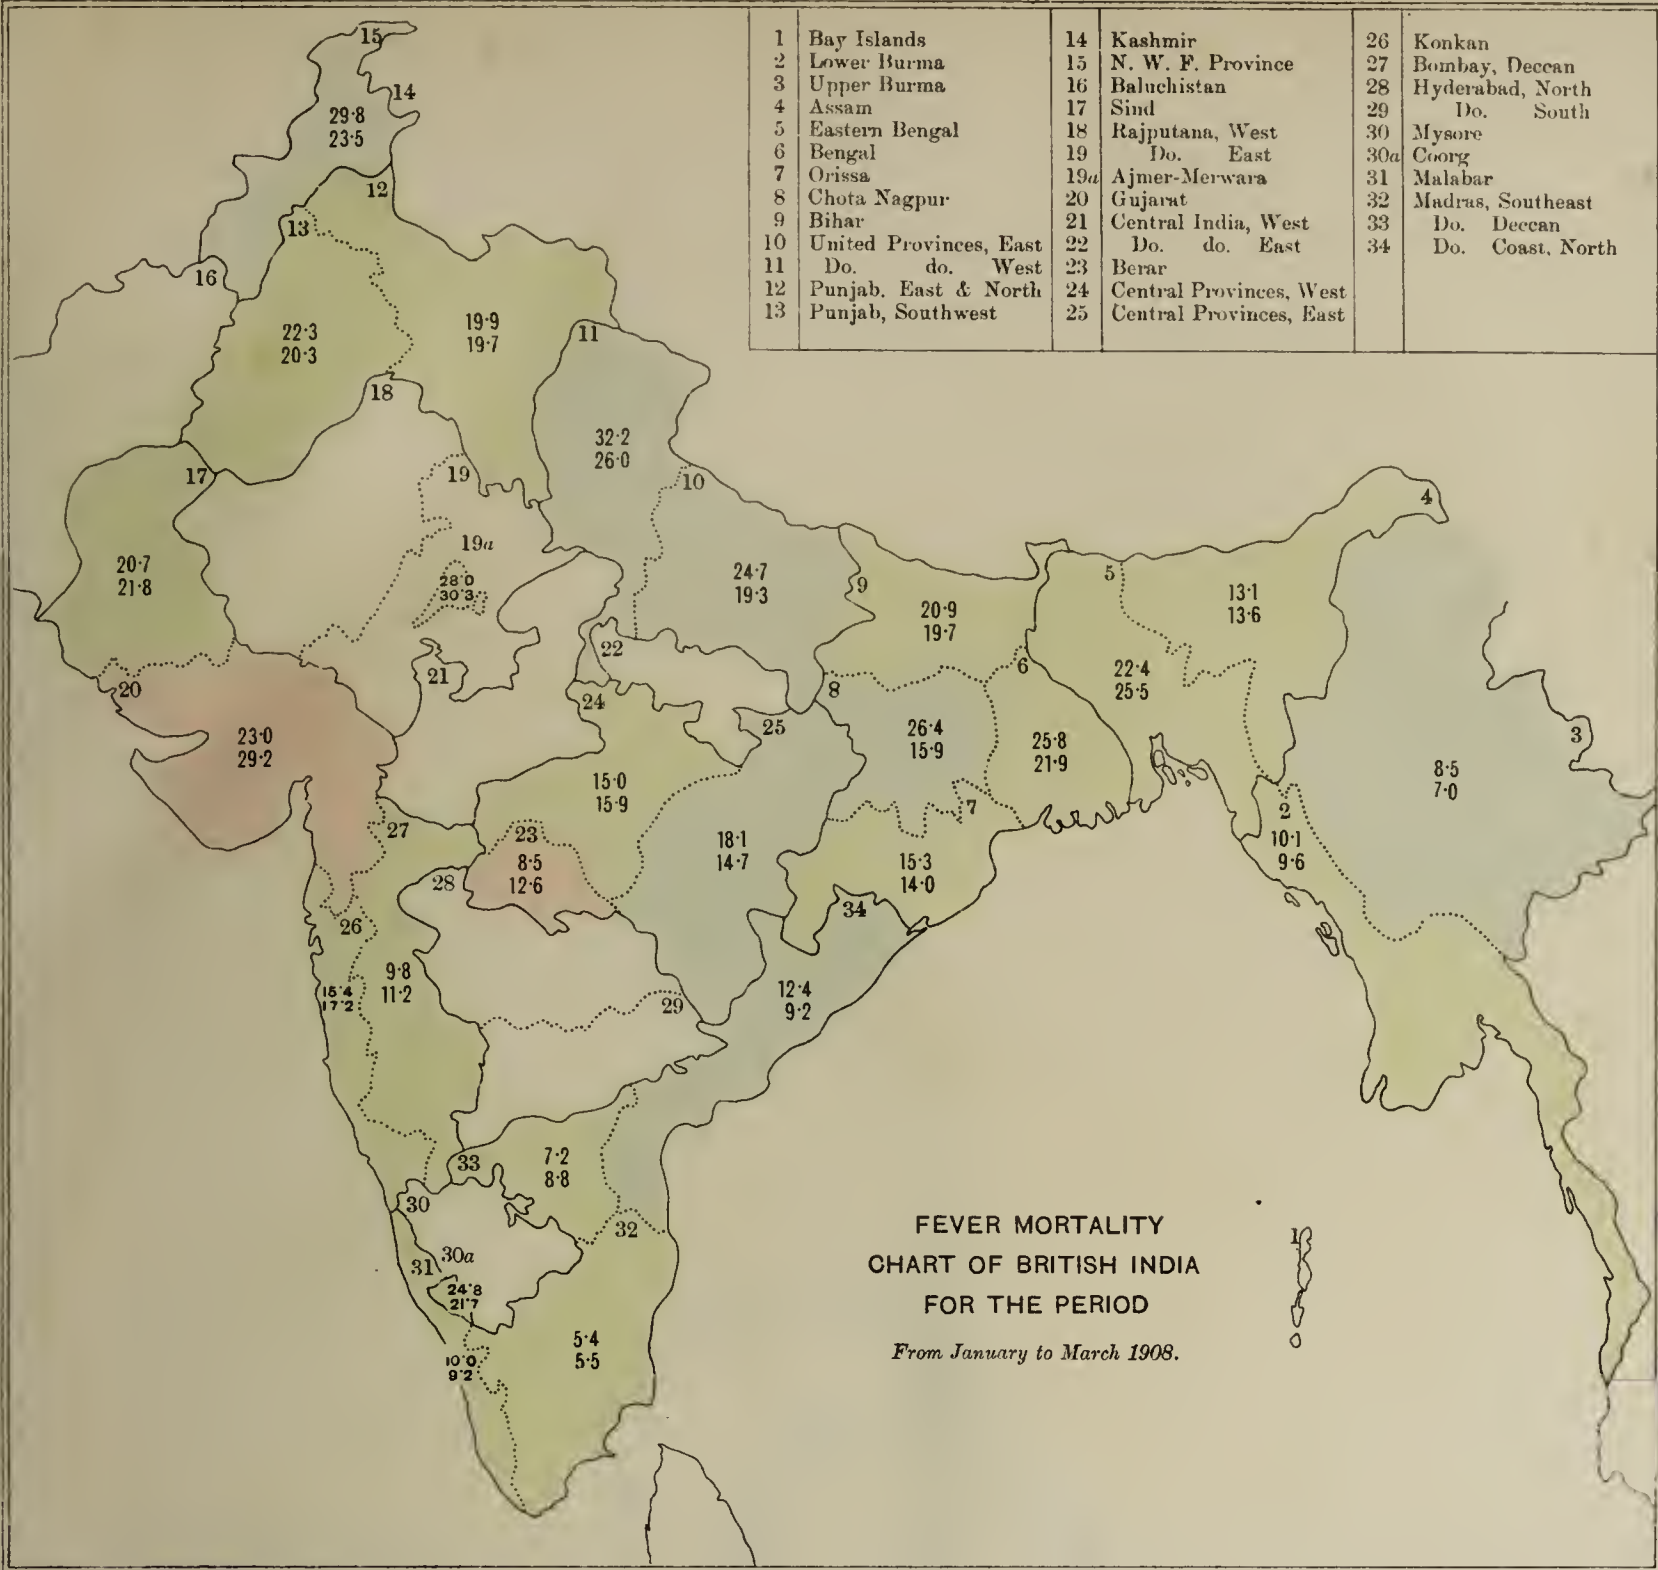 1 Bay Islands
2 Lower Burma
3 Upper Burma
4 Assam
5 Eastern Bengal
6 Bengal
7 Orissa
8 Chota Nagpur
9 Bihar
10 United Provinces, East
11 Do. do. West
12 Punjab. East & North
13 Punjab, Southwest
14 Kashmir
15 N. W. F. Province
16 Baluchistan
17 Sind
18 Rajputana, West
19 Do. East
19a Ajmer-Merwara
20 Gujarat
21 Central India, West
22 Do. do. East
23 Berar
24 Central Provinces, West
25 Central Provinces, East
26 Konkan
27 Bombay, Deccan
28 Hyderabad, North
29 Do. South
30 Mysore
30a Coorg
31 Malabar
32 Madras, Southeast
33 Do. Deccan
34 Do. Coast, North
15
14
29·8
23·5
12
13
16
22·3
20·3
19·9
19·7
11
18
32·2
26·0
17
19
10
4
19a
20·7
21·8
28·0
30·3
24·7
19·3
9
5
20·9
19·7
13·1
13·6
22
6
22·4
25·5
20
21
8
24
25
23·0
29·2
26·4
15·9
25·8
21·9
3
15·0
15·9
8·5
7·0
7
2
27
23
10·1
9·6
18·1
14·7
8·5
12·6
15·3
14·0
28
34
26
9·8
11·2
15·4
17·2
12·4
9·2
29
33
7·2
8·8
30
32
30a
31
24·8
21·7
5·4
5·5
10·0
9·2
FEVER MORTALITY
CHART OF BRITISH INDIA
FOR THE PERIOD
From January to March 1908.
1